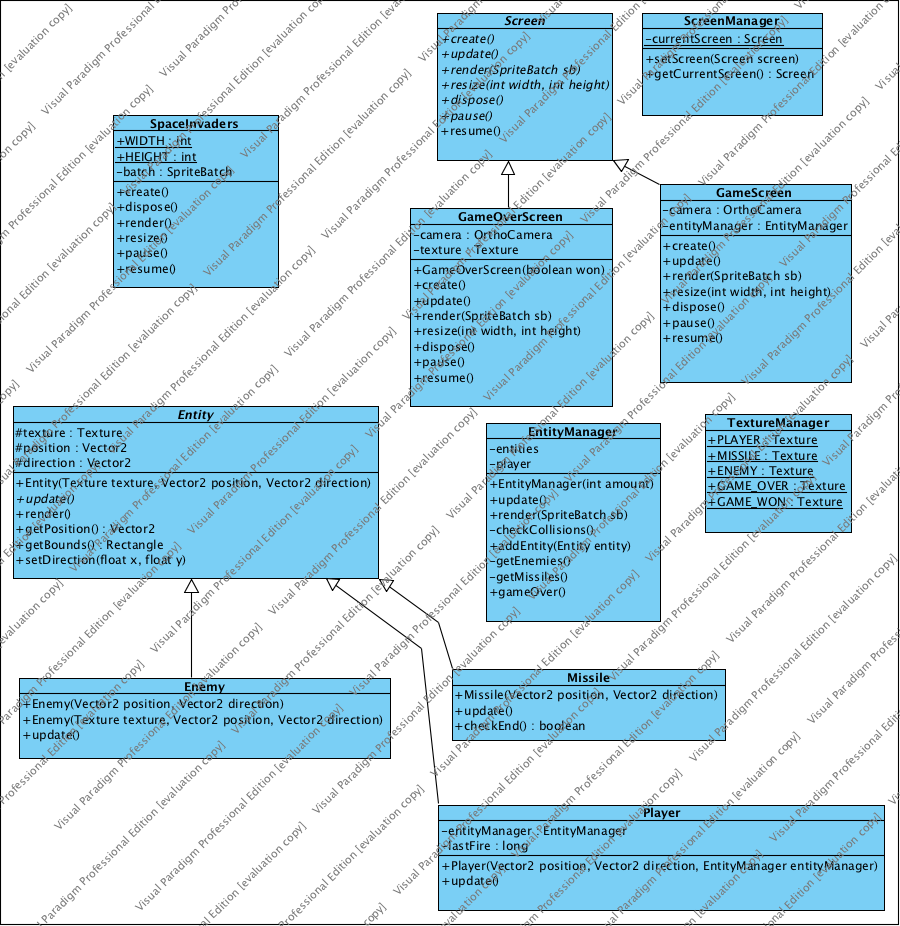 Screen
+create()
+update()
+render(SpriteBatch sb)
+resize(int width, int height)
+dispose()
+pause()
+resume()
ScreenManager
-currentScreen : Screen
+setScreen(Screen screen)
+getCurrentScreen() : Screen
SpaceInvaders
+WIDTH : int
+HEIGHT : int
-batch : SpriteBatch
+create()
+dispose()
+render()
+resize()
+pause()
+resume()
GameOverScreen
-camera : OrthoCamera
-texture : Texture
+GameOverScreen(boolean won)
+create()
+update()
+render(SpriteBatch sb)
+resize(int width, int height)
+dispose()
+pause()
+resume()
GameScreen
-camera : OrthoCamera
-entityManager : EntityManager
+create()
+update()
+render(SpriteBatch sb)
+resize(int width, int height)
+dispose()
+pause()
+resume()
Entity
#texture : Texture
#position : Vector2
#direction : Vector2
+Entity(Texture texture, Vector2 position, Vector2 direction)
+update()
+render()
+getPosition() : Vector2
+getBounds() : Rectangle
+setDirection(float x, float y)
EntityManager
-entities
-player
+EntityManager(int amount)
+update()
+render(SpriteBatch sb)
-checkCollisions()
+addEntity(Entity entity)
-getEnemies()
-getMissiles()
+gameOver()
TextureManager
+PLAYER : Texture
+MISSILE : Texture
+ENEMY : Texture
+GAME_OVER : Texture
+GAME_WON : Texture
Enemy
+Enemy(Vector2 position, Vector2 direction)
+Enemy(Texture texture, Vector2 position, Vector2 direction)
+update()
Missile
+Missile(Vector2 position, Vector2 direction)
+update()
+checkEnd() : boolean
Player
-entityManager : EntityManager
-lastFire : long
+Player(Vector2 position, Vector2 direction, EntityManager entityManager)
+update()
Visual Paradigm Professional Edition [evaluation copy]